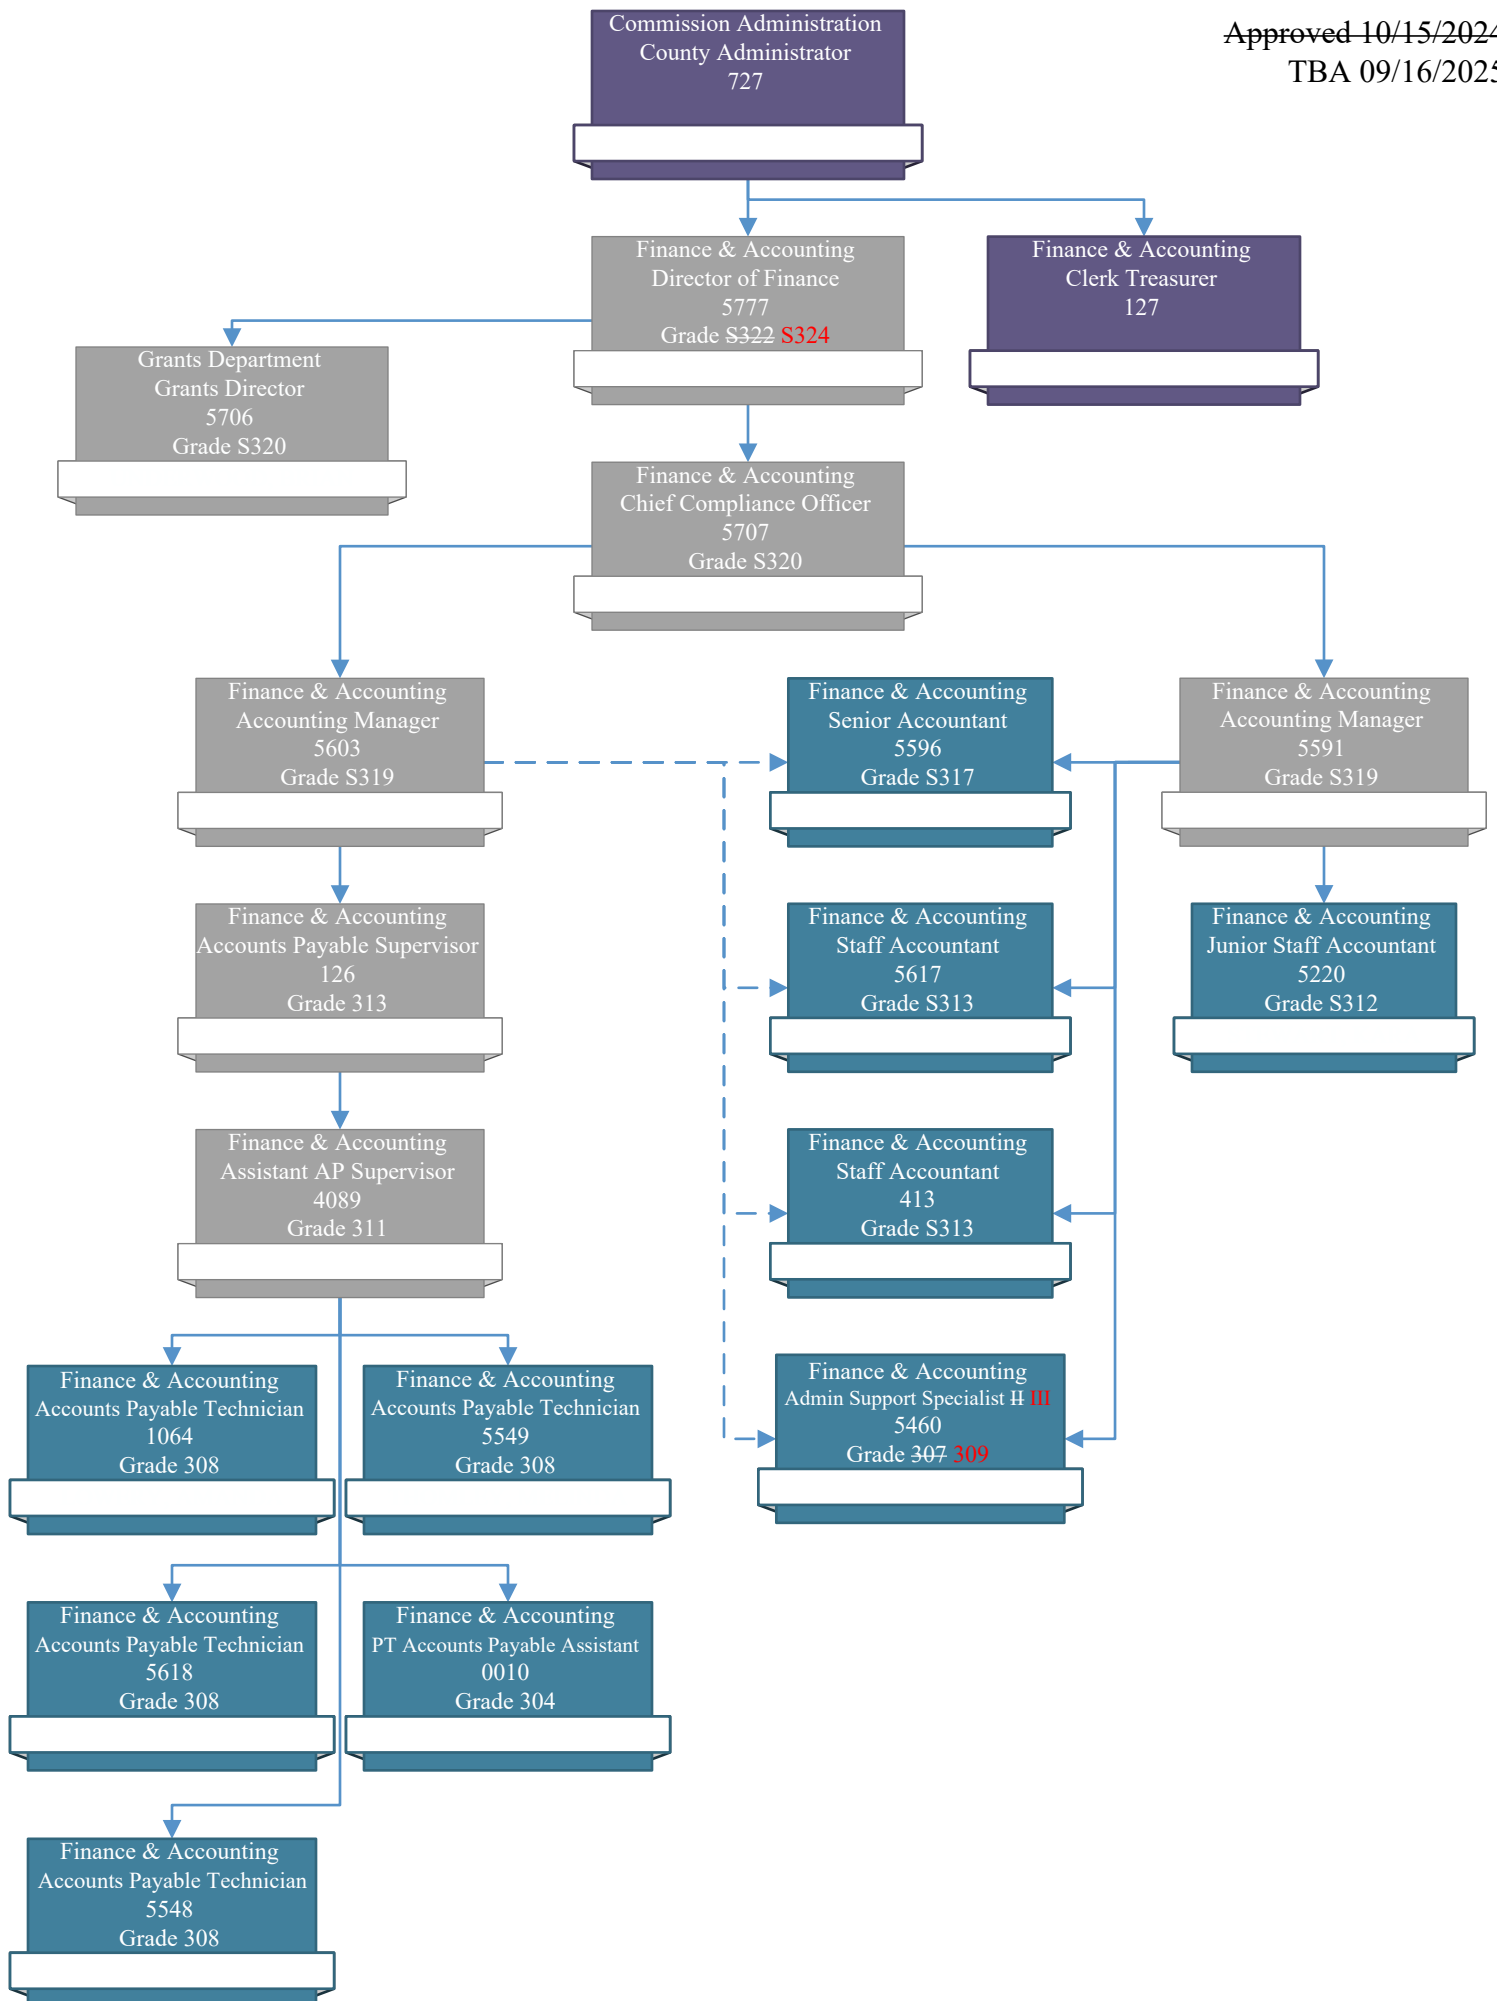 Commission Administration
County Administrator
727
Approved 10/15/2024
TBA 09/16/2025
Finance & Accounting
Director of Finance
5777
Grade S322 S324
Finance & Accounting
Clerk Treasurer
127
Grants Department
Grants Director
5706
Grade S320
Finance & Accounting
Chief Compliance Officer
5707
Grade S320
Finance & Accounting
Accounting Manager
5603
Grade S319
Finance & Accounting
Senior Accountant
5596
Grade S317
Finance & Accounting
Accounting Manager
5591
Grade S319
Finance & Accounting
Accounts Payable Supervisor
126
Grade 313
Finance & Accounting
Staff Accountant
5617
Grade S313
Finance & Accounting
Junior Staff Accountant
5220
Grade S312
Finance & Accounting
Assistant AP Supervisor
4089
Grade 311
Finance & Accounting
Staff Accountant
413
Grade S313
Finance & Accounting
Accounts Payable Technician
1064
Grade 308
Finance & Accounting
Accounts Payable Technician
5549
Grade 308
Finance & Accounting
Admin Support Specialist II III
5460
Grade 307 309
Finance & Accounting
Accounts Payable Technician
5618
Grade 308
Finance & Accounting
PT Accounts Payable Assistant
0010
Grade 304
Finance & Accounting
Accounts Payable Technician
5548
Grade 308